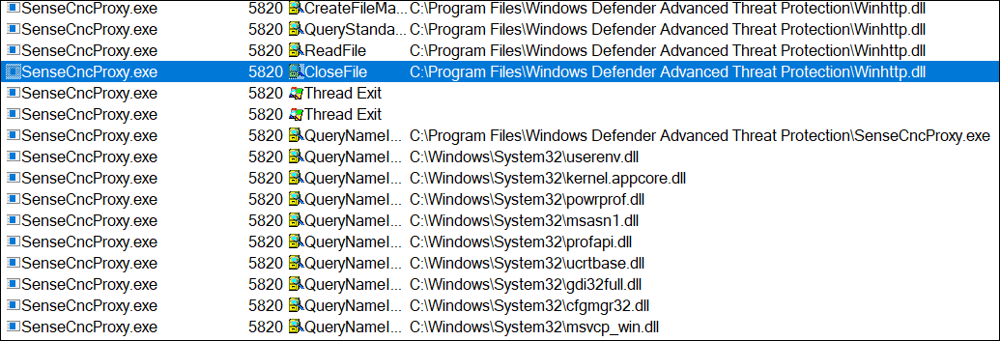 SenseCncProxy.exe 5820 CreateFileMa... C:\Program Files\Windows Defender Advanced Threat Protection\Winhttp.dll
SenseCncProxy.exe 5820 QueryStanda... C:\Program Files\Windows Defender Advanced Threat Protection\Winhttp.dll
SenseCncProxy.exe 5820 ReadFile C:\Program Files\Windows Defender Advanced Threat Protection\Winhttp.dll
SenseCncProxy.exe 5820 CloseFile C:\Program Files\Windows Defender Advanced Threat Protection\Winhttp.dll
SenseCncProxy.exe 5820 Thread Exit
SenseCncProxy.exe 5820 Thread Exit
SenseCncProxy.exe 5820 QueryNameI... C:\Program Files\Windows Defender Advanced Threat Protection\SenseCncProxy.exe
SenseCncProxy.exe 5820 QueryNameI... C:\Windows\System32\userenv.dll
SenseCncProxy.exe 5820 QueryNameI... C:\Windows\System32\kernel.appcore.dll
SenseCncProxy.exe 5820 QueryNameI... C:\Windows\System32\powrprof.dll
SenseCncProxy.exe 5820 QueryNameI... C:\Windows\System32\msasn1.dll
SenseCncProxy.exe 5820 QueryNameI... C:\Windows\System32\profapi.dll
SenseCncProxy.exe 5820 QueryNameI... C:\Windows\System32\ucrtbase.dll
SenseCncProxy.exe 5820 QueryNameI... C:\Windows\System32\gdi32full.dll
SenseCncProxy.exe 5820 QueryNameI... C:\Windows\System32\cfgmgr32.dll
SenseCncProxy.exe 5820 QueryNameI... C:\Windows\System32\msvcp_win.dll